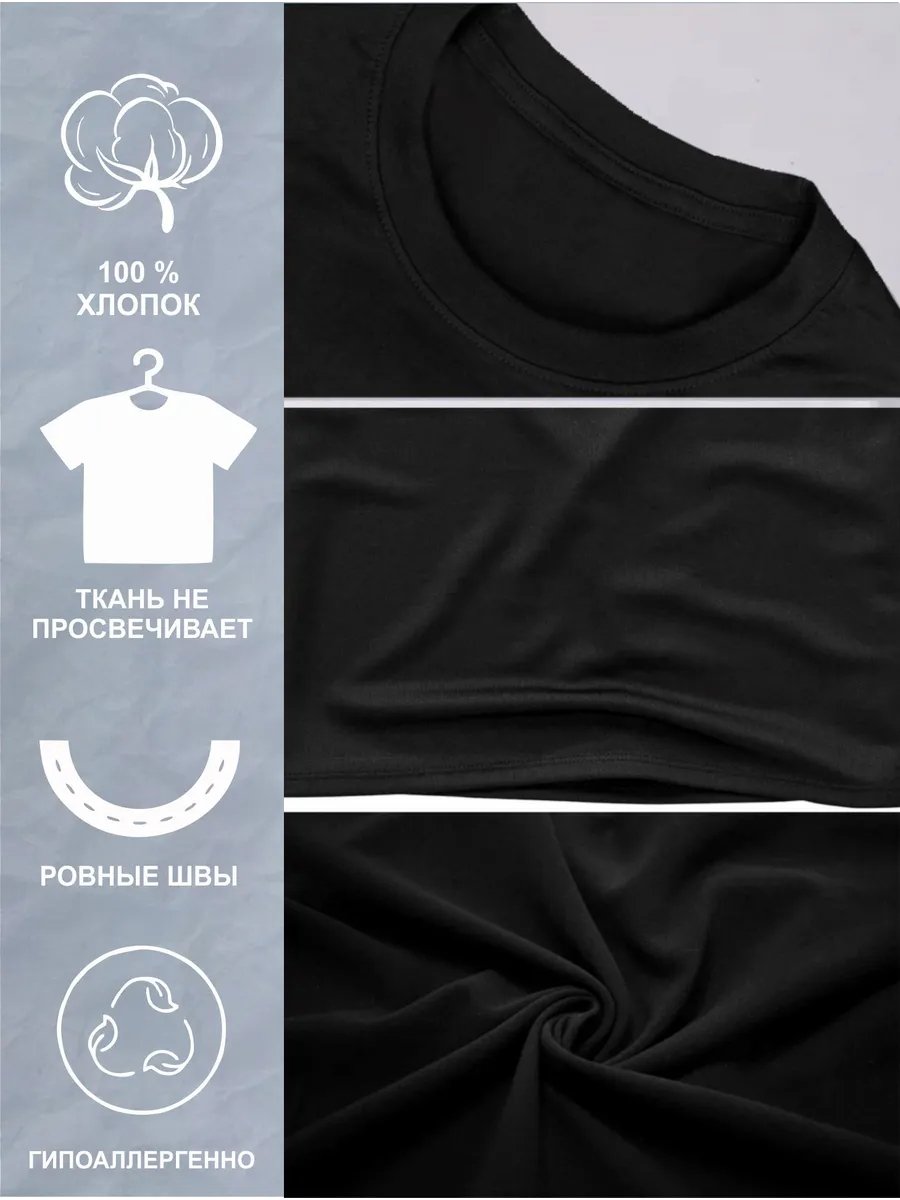 100 %
ХЛОПОК
ТКАНЬ НЕ
ПРОСВЕЧИВАЕТ
РОВНЫЕ ШВЫ
ГИПОАЛЛЕРГЕННО